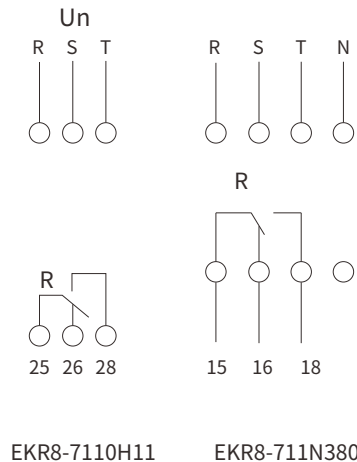 Un
R S T
R S T N
R
R
25 26 28
15 16 18
EKR8-7110H11
EKR8-711N380